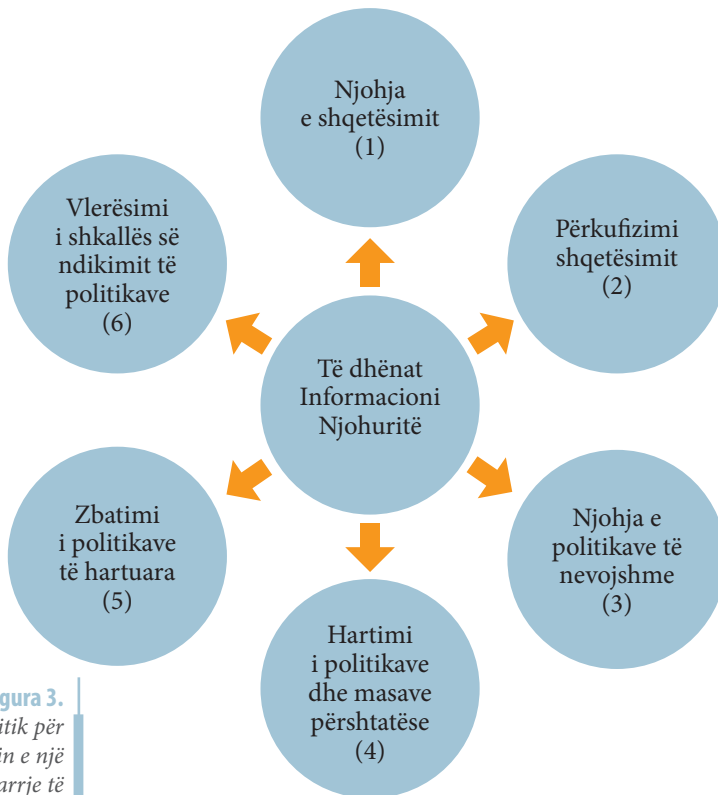 Njohja
e shqetësimit
(1)
Përkufizimi
shqetësimit
(2)
Njohja e
politikave të
nevojshme
(3)
Hartimi
i politikave
dhe masave
përshtatëse
(4)
Zbatimi
i politikave
të hartuara
(5)
Vlerësimi
i shkallës së
ndikimit të
politikave
(6)
Të dhënat
Informacioni
Njohuritë
gura 3.
itik për
in e një
arrje të